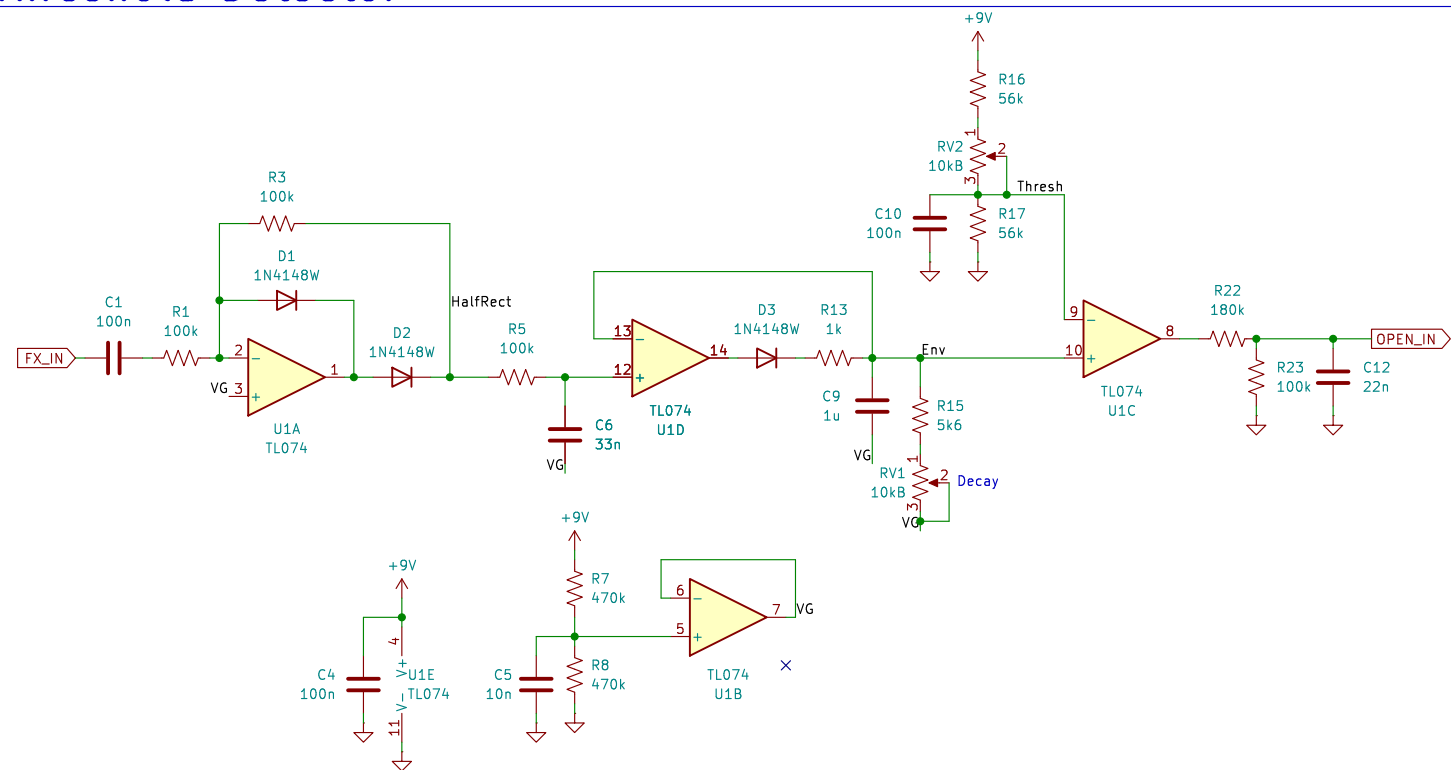 +9V
R16
56k
1
RV2
10kB
2
3
Thresh
R3
100k
C10
100n
R17
56k
D1
1N4148W
C1
100n
R1
100k
HalfRect
D2
1N4148W
R5
100k
D3
1N4148W
R13
1k
R22
180k
FX_IN
2
-
VG
3
+
1
U1A
TL074
13
-
12
+
14
TL074
U1D
Env
9
-
10
+
8
TL074
U1C
OPEN_IN
R23
100k
C12
22n
C6
33n
VG
C9
1u
VG
R15
5k6
1
RV1
10kB
2
3
Decay
VG
+9V
R7
470k
6
-
5
+
7
VG
TL074
U1B
+9V
4
V+
C4
100n
U1E
TL074
V-
11
C5
10n
R8
470k